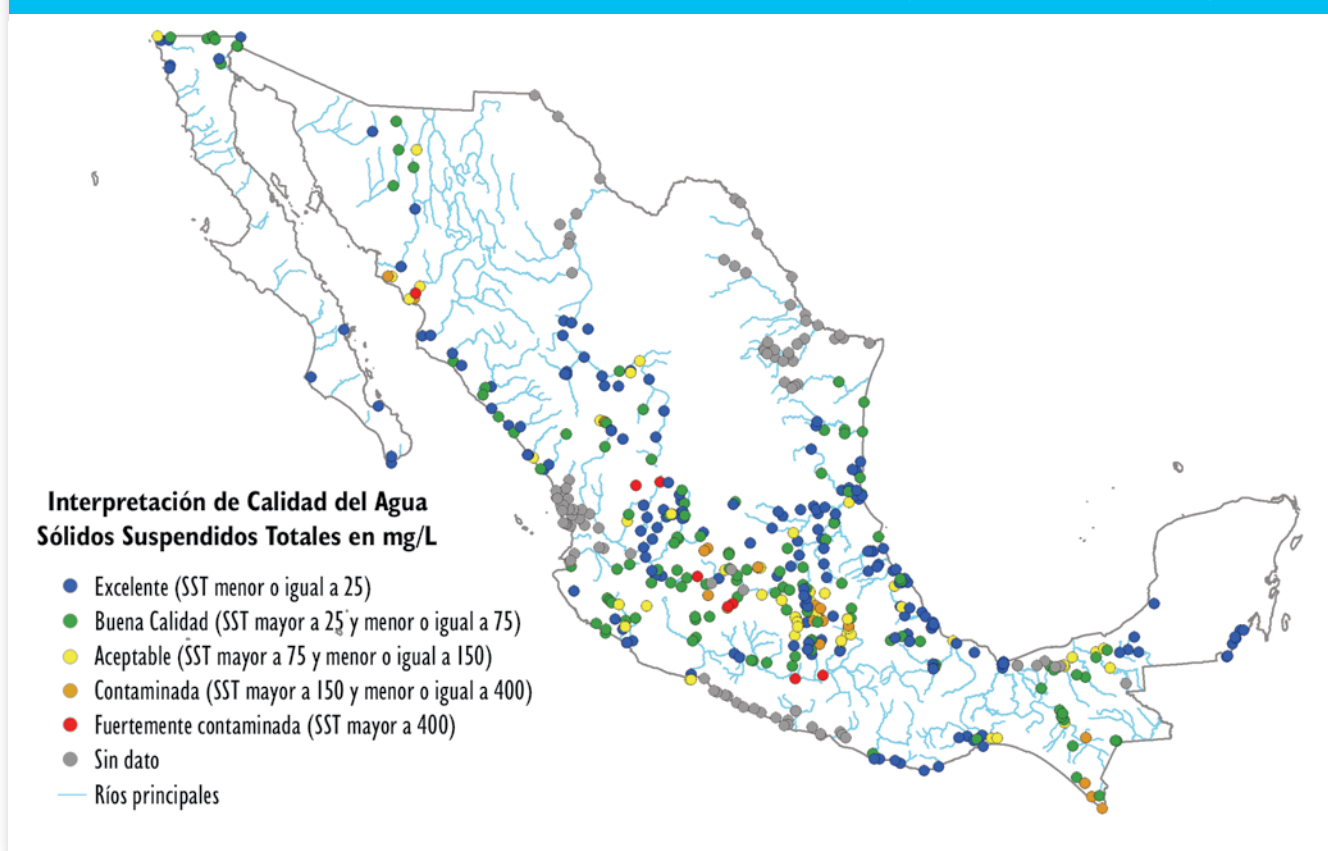 Interpretación de Calidad del Agua
Sólidos Suspendidos Totales en mg/L
Excelente (SST menor o igual a 25)
Buena Calidad (SST mayor a 25 y menor o igual a 75)
Aceptable (SST mayor a 75 y menor o igual a 150)
Contaminada (SST mayor a 150 y menor o igual a 400)
Fuertemente contaminada (SST mayor a 400)
Sin dato
Ríos principales